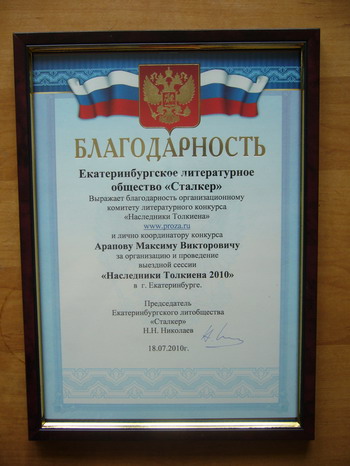 БЛАГОДАРНОСТЬ
Екатеринбургское литературное
общество «Сталкер»
Выражает благодарность организационному
комитету литературного конкурса
«Наследники Толкиена»
www.proza.ru
и лично координатору конкурса
Арапову Максиму Викторовичу
за организацию и проведение
выездной сессии
«Наследники Толкиена 2010»
в г. Екатеринбурге.
Председатель
Екатеринбургского литобщества
«Сталкер»
Н.Н. Николаев
18.07.2010г.